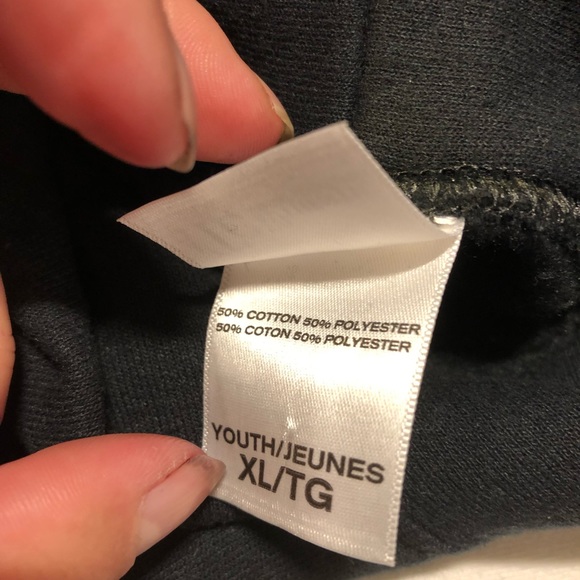 50% COTTON 50% POLYESTER
50% COTON 50% POLYESTER
YOUTH/JEUNES
XL/TG